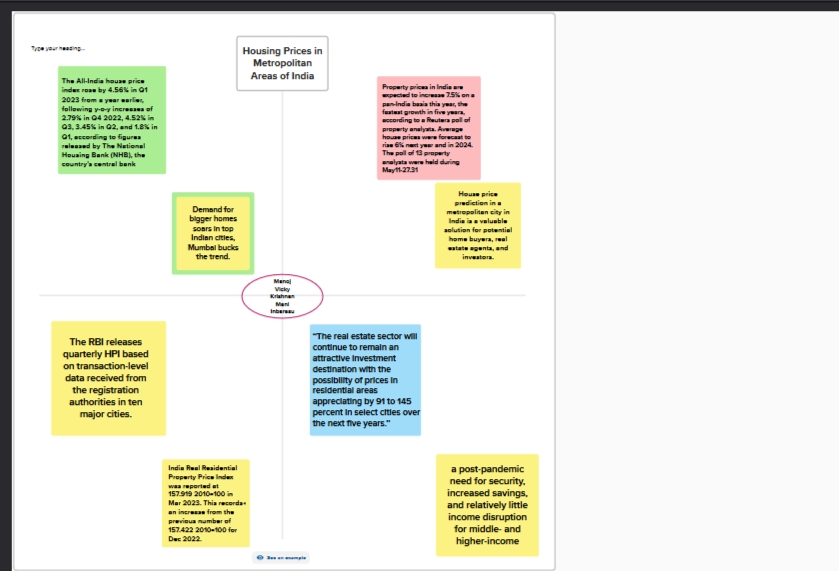 Type your heading...
Housing Prices in
Metropolitan
Areas of India
The All-India house price
index rose by 4.56% in Q1
2023 from a year earlier,
following y-o-y increases of
2.79% in Q4 2022, 4.52% in
Q3, 3.45% in Q2, and 1.8% in
Q1, according to figures
released by The National
Housing Bank (NHB), the
country's central bank
Property prices in India are
expected to increase 7.5% on a
pan-India basis this year, the
fastest growth in five years,
according to a Reuters poll of
property analysts. Average
house prices were forecast to
rise 6% next year and in 2024.
The poll of 13 property
analysts were held during
May11-27.31
Demand for
bigger homes
soars in top
Indian cities,
Mumbai bucks
the trend.
House price
prediction in a
metropolitan city in
India is a valuable
solution for potential
home buyers, real
estate agents, and
investors.
Manoj
Vicky
Krishnan
Mani
Inbarasu
The RBI releases
quarterly HPI based
on transaction-level
data received from
the registration
authorities in ten
major cities.
"The real estate sector will
continue to remain an
attractive investment
destination with the
possibility of prices in
residential areas
appreciating by 91 to 145
percent in select cities over
the next five years."
India Real Residential
Property Price Index
was reported at
157.919 2010=100 in
Mar 2023. This records
an increase from the
previous number of
157.422 2010=100 for
Dec 2022.
a post-pandemic
need for security,
increased savings,
and relatively little
income disruption
for middle- and
higher-income
See an example